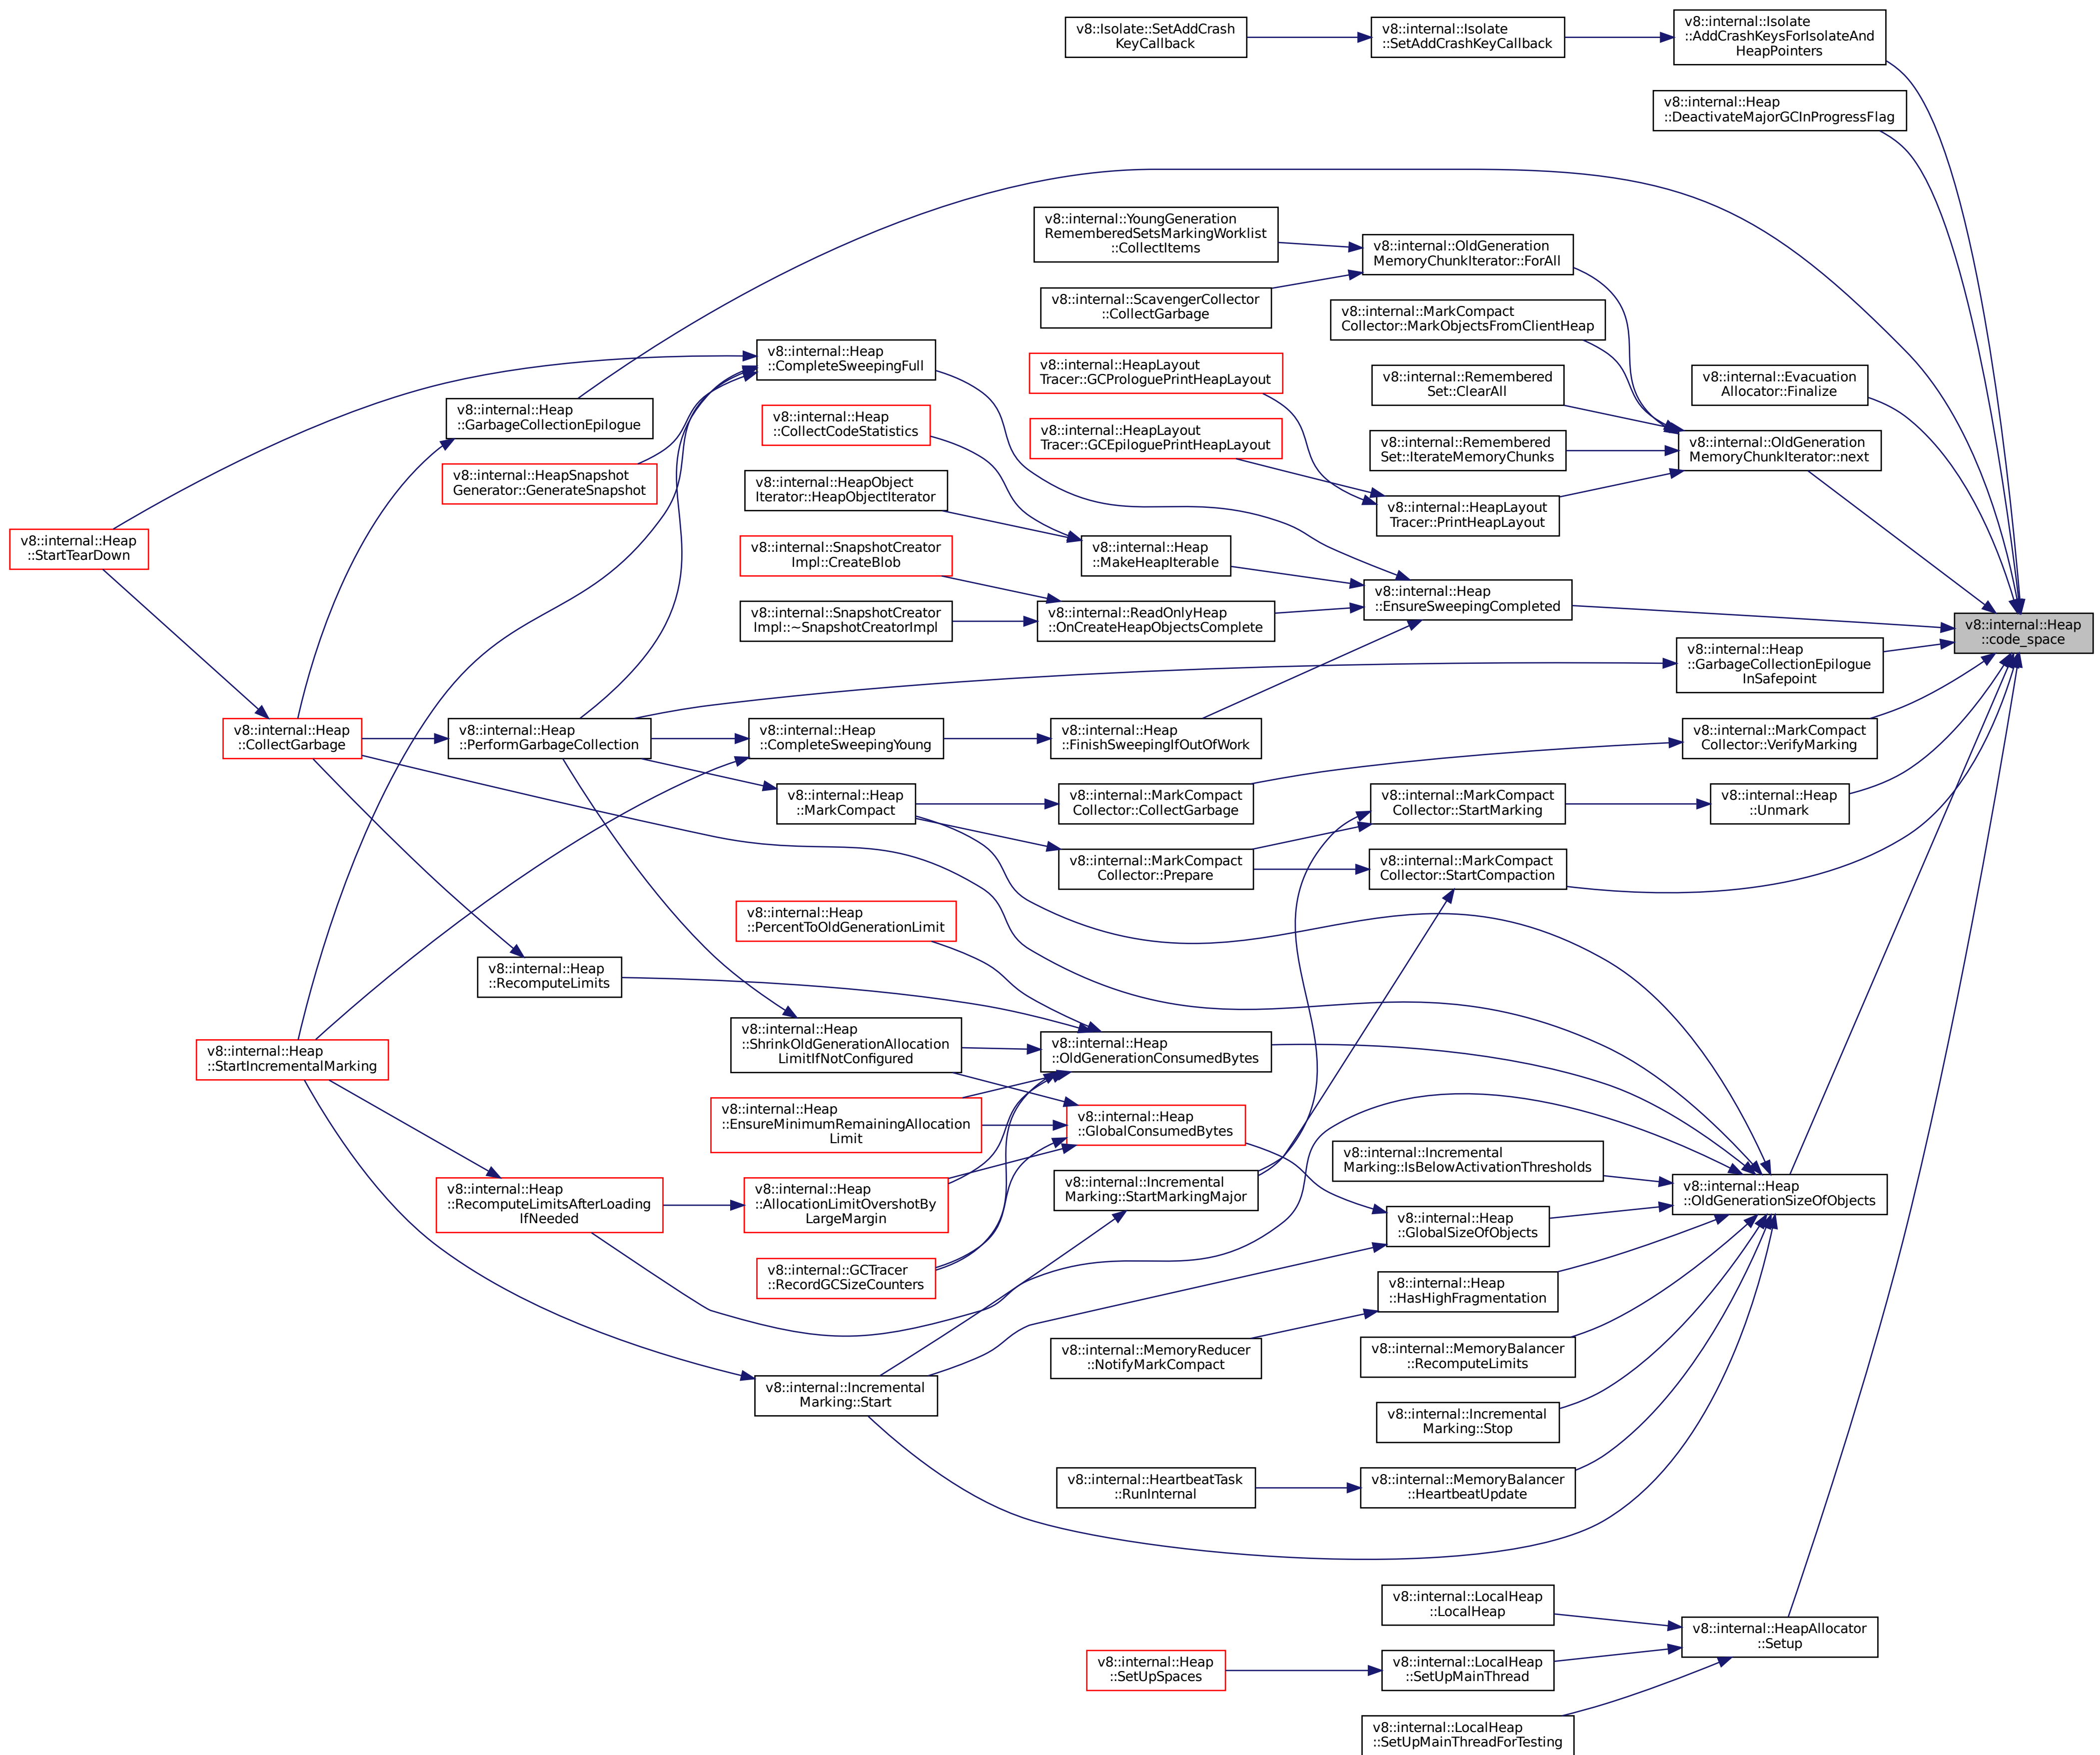 v8::Isolate::SetAddCrash
KeyCallback
v8::internal::Isolate
::SetAddCrashKeyCallback
v8::internal::Isolate
::AddCrashKeysForIsolateAnd
HeapPointers
v8::internal::Heap
::DeactivateMajorGCInProgressFlag
v8::internal::YoungGeneration
RememberedSetsMarkingWorklist
::CollectItems
v8::internal::OldGeneration
MemoryChunkIterator::ForAll
v8::internal::ScavengerCollector
::CollectGarbage
v8::internal::MarkCompact
Collector::MarkObjectsFromClientHeap
v8::internal::Heap
::CompleteSweepingFull
v8::internal::HeapLayout
Tracer::GCProloguePrintHeapLayout
v8::internal::Remembered
Set::ClearAll
v8::internal::Evacuation
Allocator::Finalize
v8::internal::Heap
::GarbageCollectionEpilogue
v8::internal::Heap
::CollectCodeStatistics
v8::internal::HeapLayout
Tracer::GCEpiloguePrintHeapLayout
v8::internal::Remembered
Set::IterateMemoryChunks
v8::internal::OldGeneration
MemoryChunkIterator::next
v8::internal::HeapSnapshot
Generator::GenerateSnapshot
v8::internal::HeapObject
Iterator::HeapObjectIterator
v8::internal::HeapLayout
Tracer::PrintHeapLayout
v8::internal::Heap
::StartTearDown
v8::internal::SnapshotCreator
Impl::CreateBlob
v8::internal::Heap
::MakeHeapIterable
v8::internal::Heap
::EnsureSweepingCompleted
v8::internal::SnapshotCreator
Impl::~SnapshotCreatorImpl
v8::internal::ReadOnlyHeap
::OnCreateHeapObjectsComplete
v8::internal::Heap
::code_space
v8::internal::Heap
::GarbageCollectionEpilogue
InSafepoint
v8::internal::Heap
::CollectGarbage
v8::internal::Heap
::PerformGarbageCollection
v8::internal::Heap
::CompleteSweepingYoung
v8::internal::Heap
::FinishSweepingIfOutOfWork
v8::internal::MarkCompact
Collector::VerifyMarking
v8::internal::Heap
::MarkCompact
v8::internal::MarkCompact
Collector::CollectGarbage
v8::internal::MarkCompact
Collector::StartMarking
v8::internal::Heap
::Unmark
v8::internal::MarkCompact
Collector::Prepare
v8::internal::MarkCompact
Collector::StartCompaction
v8::internal::Heap
::PercentToOldGenerationLimit
v8::internal::Heap
::RecomputeLimits
v8::internal::Heap
::StartIncrementalMarking
v8::internal::Heap
::ShrinkOldGenerationAllocation
LimitIfNotConfigured
v8::internal::Heap
::OldGenerationConsumedBytes
v8::internal::Heap
::EnsureMinimumRemainingAllocation
Limit
v8::internal::Heap
::GlobalConsumedBytes
v8::internal::Incremental
Marking::IsBelowActivationThresholds
v8::internal::Heap
::RecomputeLimitsAfterLoading
IfNeeded
v8::internal::Heap
::AllocationLimitOvershotBy
LargeMargin
v8::internal::Incremental
Marking::StartMarkingMajor
v8::internal::Heap
::GlobalSizeOfObjects
v8::internal::Heap
::OldGenerationSizeOfObjects
v8::internal::GCTracer
::RecordGCSizeCounters
v8::internal::Heap
::HasHighFragmentation
v8::internal::MemoryReducer
::NotifyMarkCompact
v8::internal::MemoryBalancer
::RecomputeLimits
v8::internal::Incremental
Marking::Start
v8::internal::Incremental
Marking::Stop
v8::internal::HeartbeatTask
::RunInternal
v8::internal::MemoryBalancer
::HeartbeatUpdate
v8::internal::LocalHeap
::LocalHeap
v8::internal::HeapAllocator
::Setup
v8::internal::Heap
::SetUpSpaces
v8::internal::LocalHeap
::SetUpMainThread
v8::internal::LocalHeap
::SetUpMainThreadForTesting